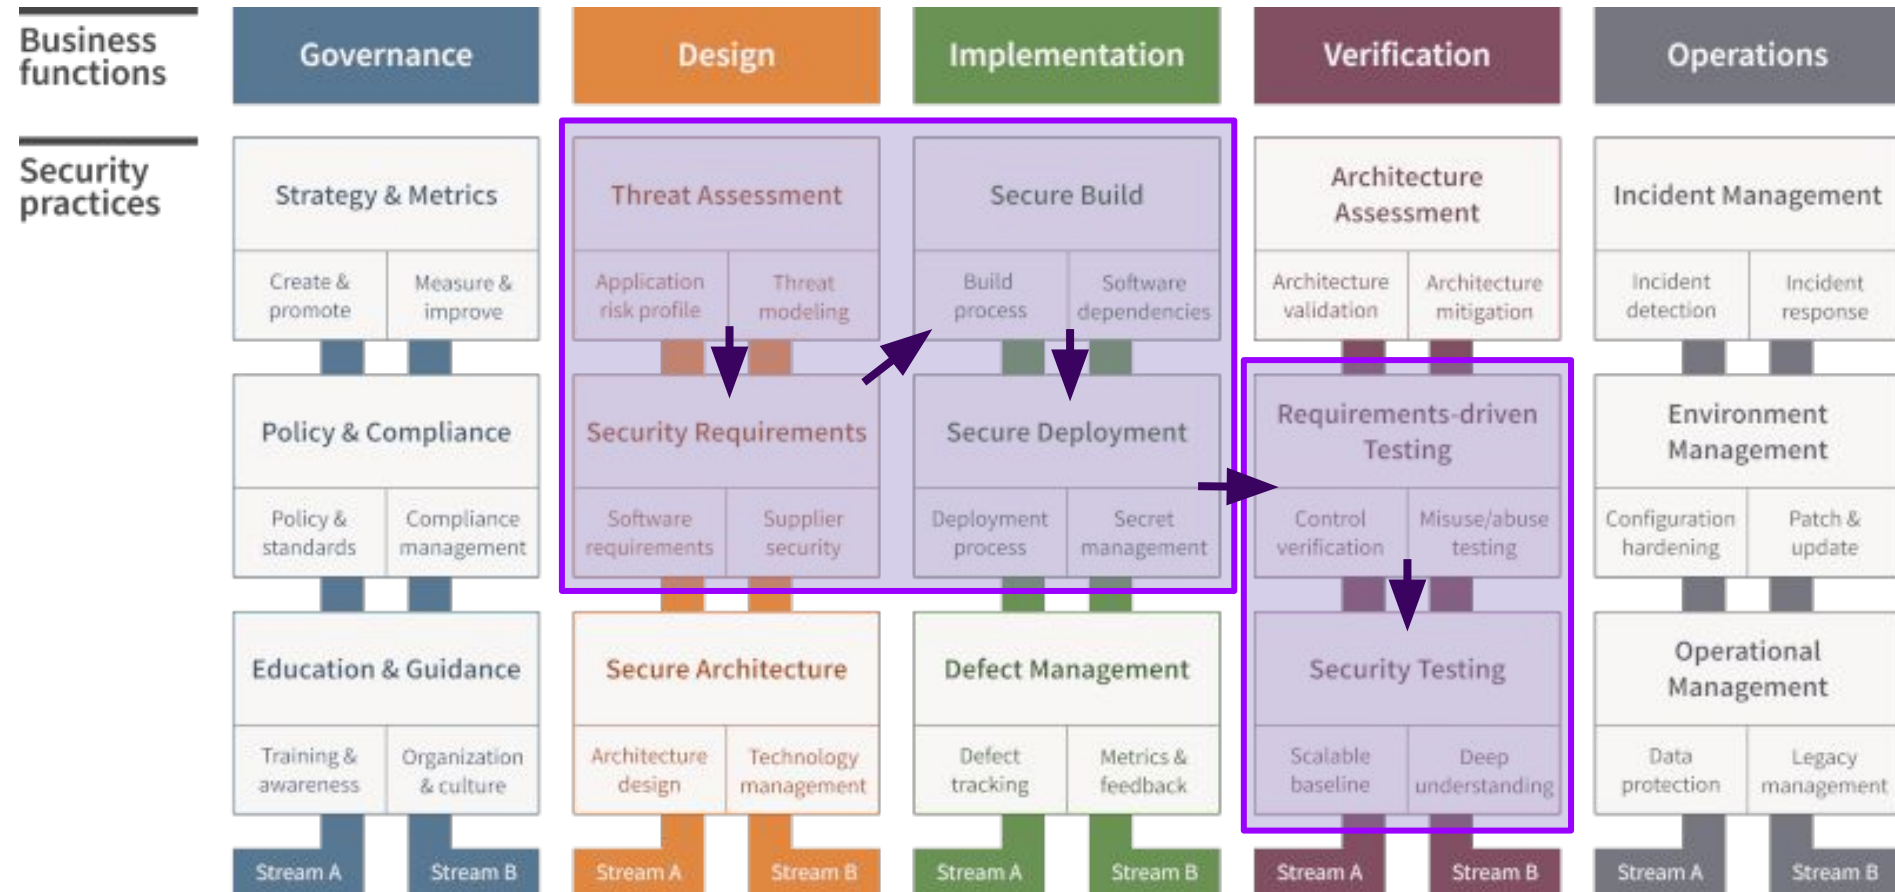 Business
functions
Governance
Design
Implementation
Verification
Operations
Security
practices
Strategy & Metrics
Create &
promote
Measure &
improve
Threat Assessment
Application
risk profile
Threat
modeling
Secure Build
Build
process
Software
dependencies
Architecture
Assessment
Architecture
validation
Architecture
mitigation
Incident Management
Incident
detection
Incident
response
Policy & Compliance
Policy &
standards
Compliance
management
Security Requirements
Software
requirements
Supplier
security
Secure Deployment
Deployment
process
Secret
management
Requirements-driven
Testing
Control
verification
Misuse/abuse
testing
Environment
Management
Configuration
hardening
Patch &
update
Education & Guidance
Training &
awareness
Organization
& culture
Secure Architecture
Architecture
design
Technology
management
Defect Management
Defect
tracking
Metrics &
feedback
Security Testing
Scalable
baseline
Deep
understanding
Operational
Management
Data
protection
Legacy
management
Stream A
Stream B
Stream A
Stream B
Stream A
Stream B
Stream A
Stream B
Stream A
Stream B